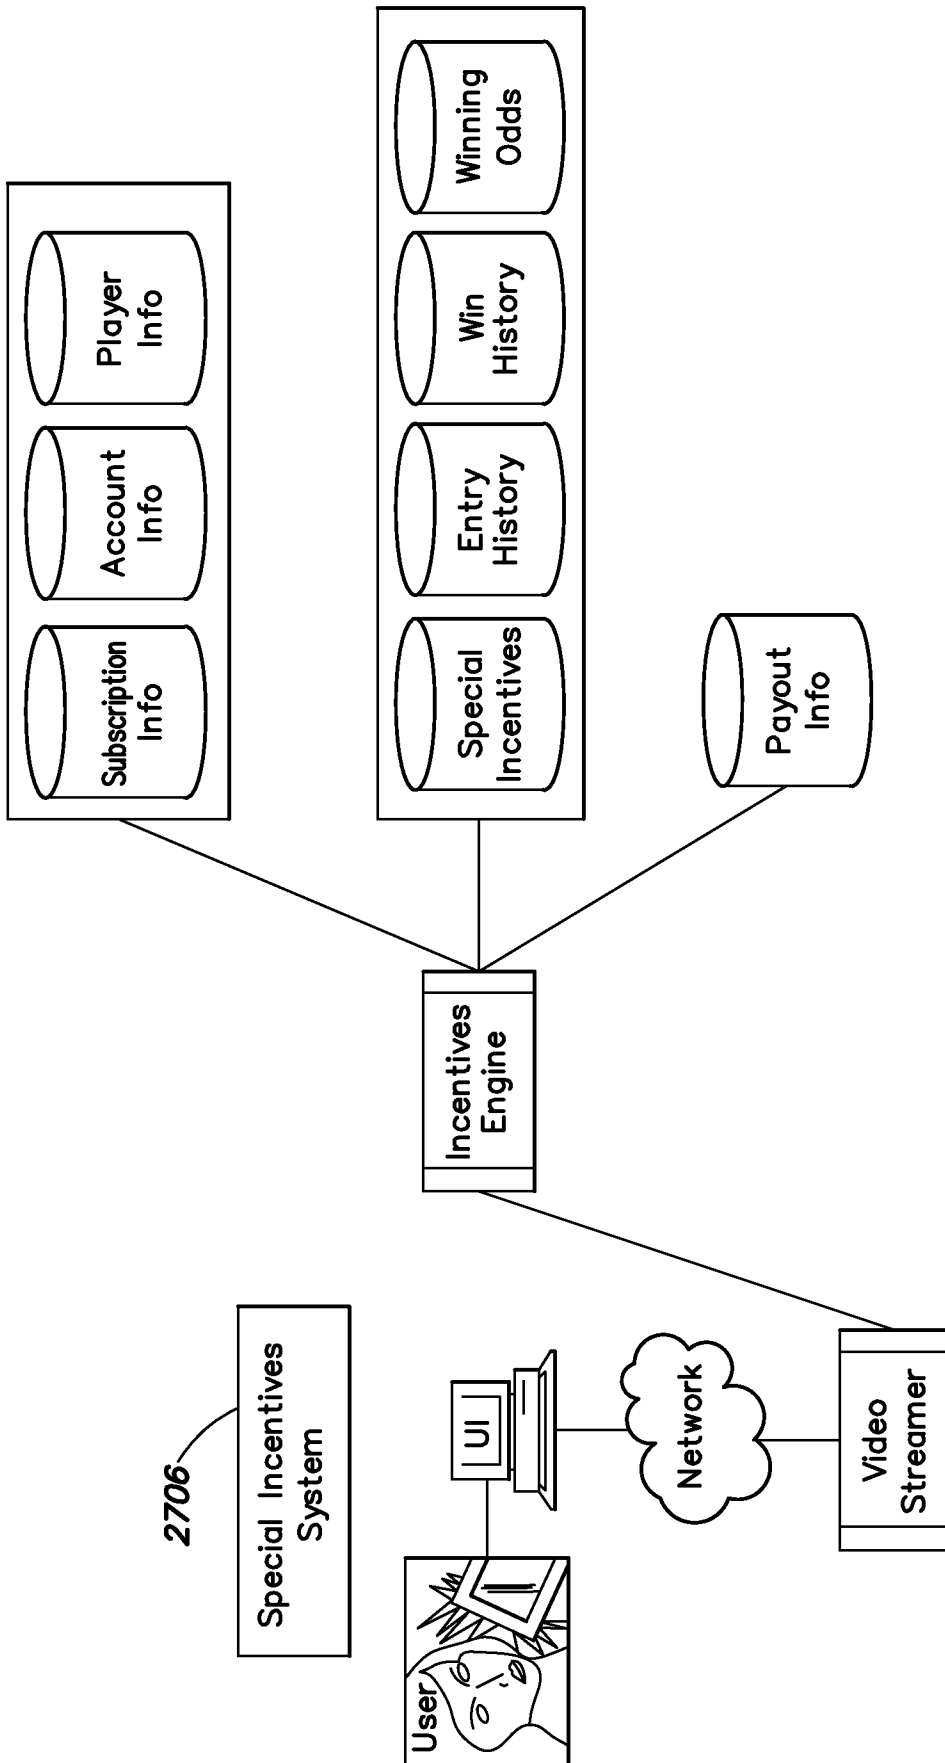 2706
Special Incentives
System
User
UI
Network
Video
Streamer
Incentives
Engine
Subscription
Info
Account
Info
Player
Info
Special
Incentives
Entry
History
Win
History
Winning
Odds
Payout
Info